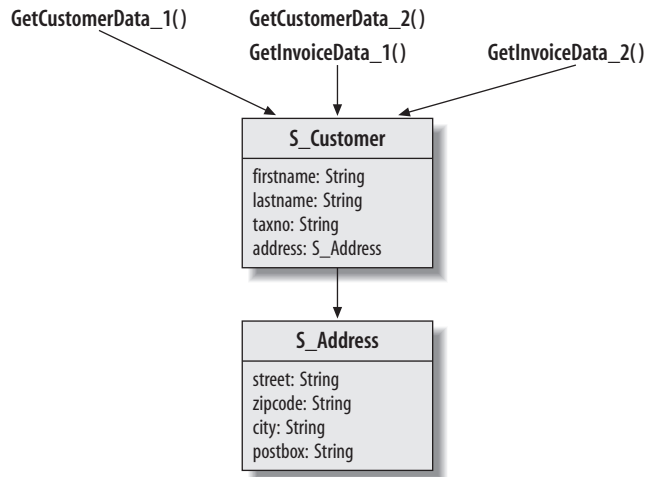 GetCustomerData_1() GetCustomerData_2()
GetInvoiceData_1() GetInvoiceData_2()
S_Customer
firstname: String
lastname: String
taxno: String
address: S_Address
S_Address
street: String
zipcode: String
city: String
postbox: String